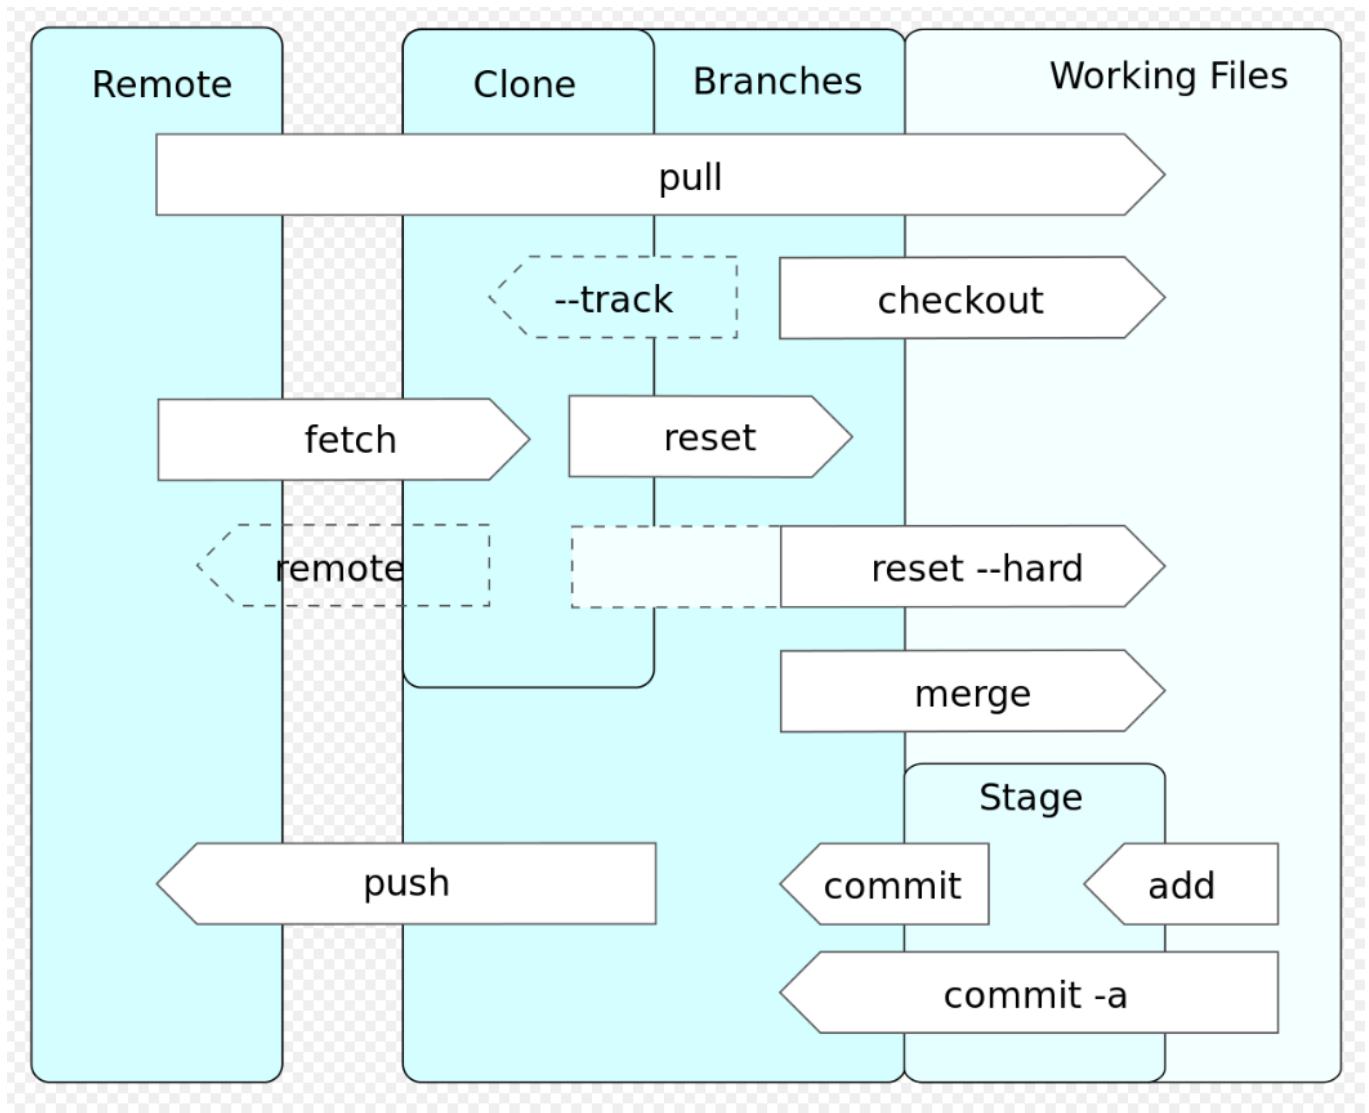 Remote
Clone
Branches
Working Files
pull
--track
checkout
fetch
reset
remote
reset --hard
merge
Stage
push
commit
add
commit -a